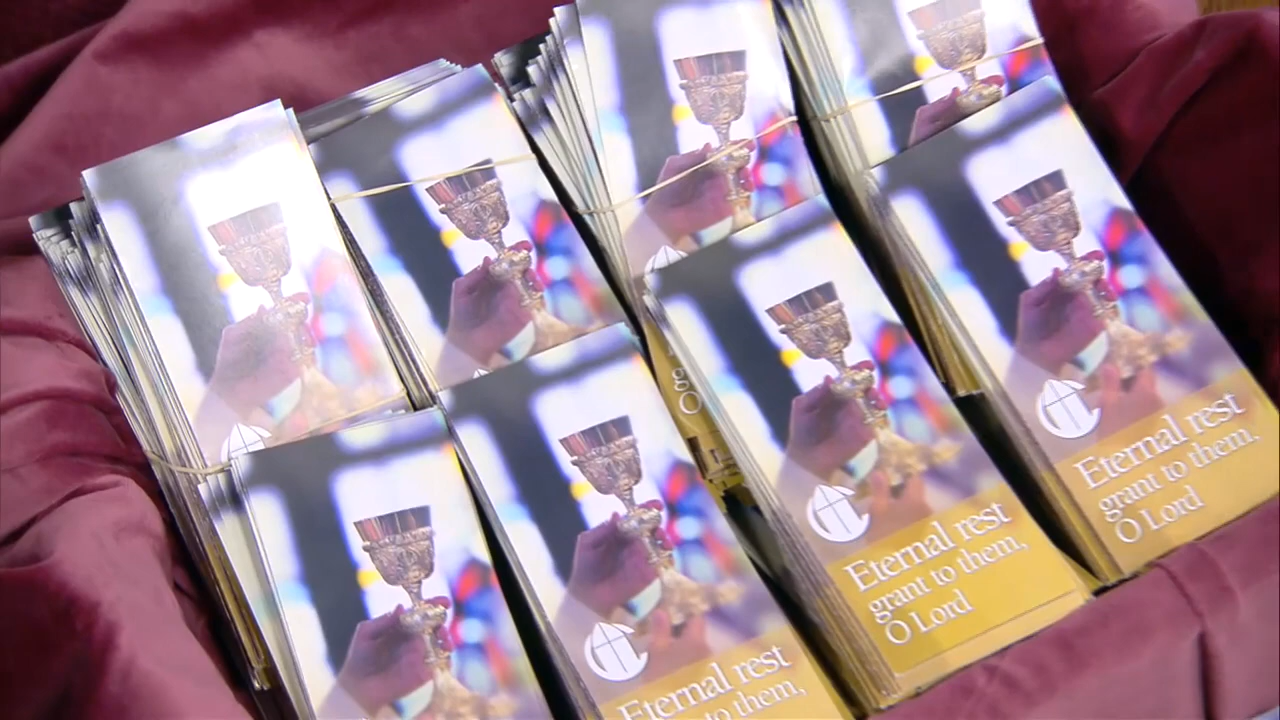 Eternal rest
grant to them,
O Lord
Eternal rest
grant to them,
O Lord
Eternal rest
to them,
O